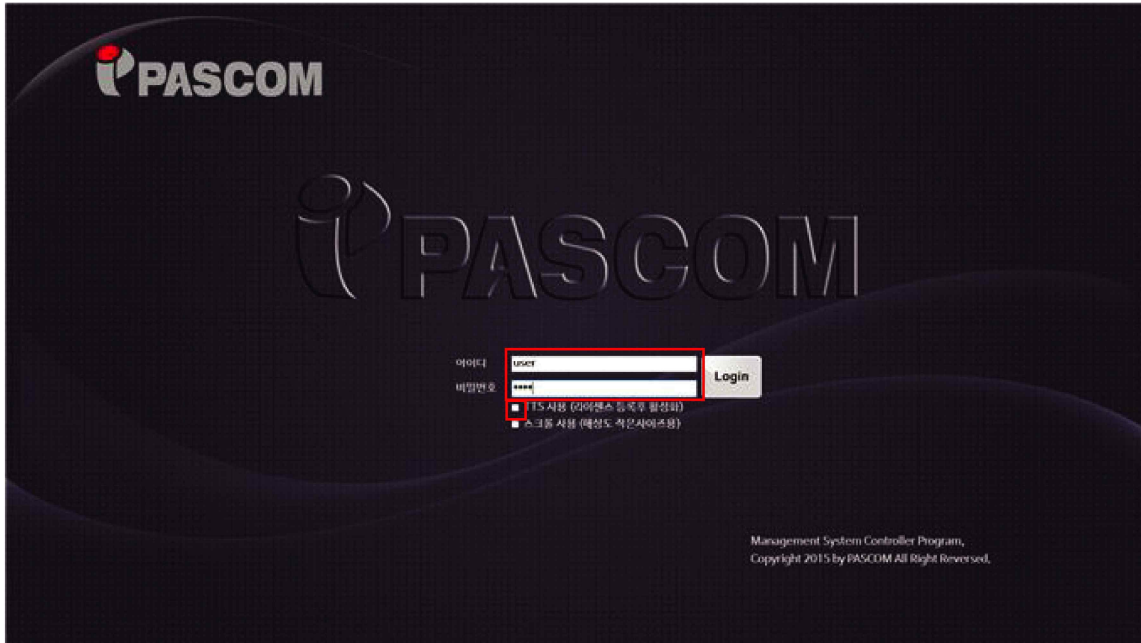 PASCOM
PASCOM
아이디 user
비밀번호 **** Login
TTS 사용 (라이센스 등록후 활성화)
스크롤 사용 (해상도 작은사이즈용)
Management System Controller Program,
Copyright 2015 by PASCOM All Right Reversed,